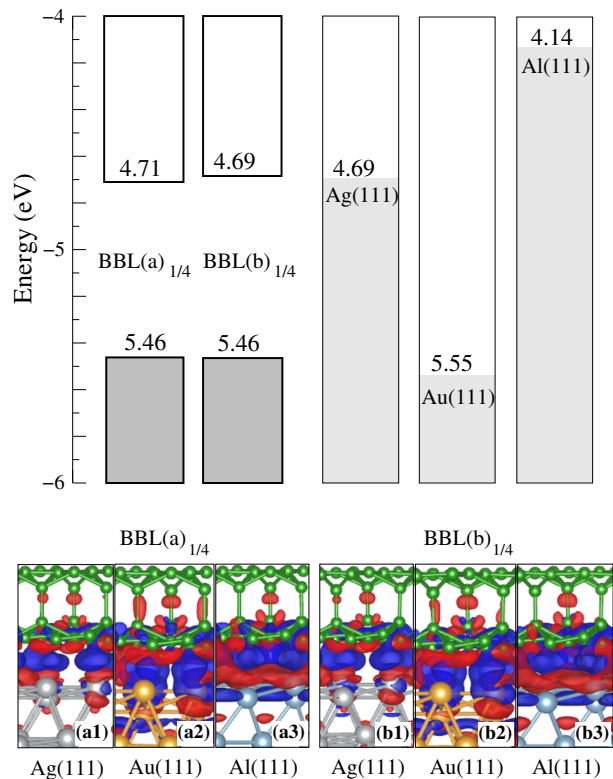 −4
−5
−6
Energy (eV)
4.71
4.69
BBL(a) 1/4
BBL(b) 1/4
5.46
5.46
4.69
Ag(111)
5.55
Au(111)
4.14
Al(111)
BBL(a) 1/4
BBL(b) 1/4
(a1)
(a2)
(a3)
(b1)
(b2)
(b3)
Ag(111)
Au(111)
Al(111)
Ag(111)
Au(111)
Al(111)